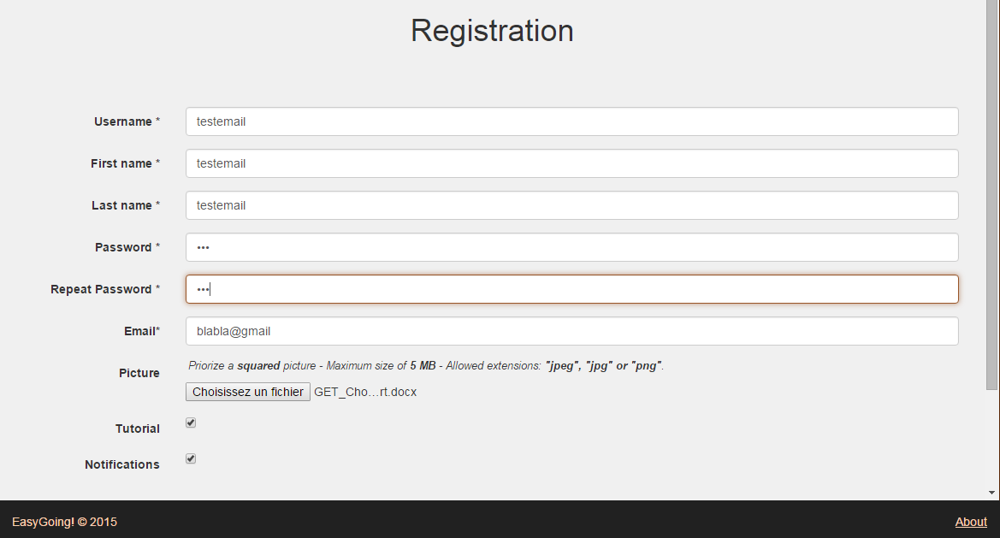 Registration
Username * testemail
First name * testemail
Last name * testemail
Password * •••
Repeat Password * •••
Email* blabla@gmail
Picture Priorize a squared picture - Maximum size of 5 MB - Allowed extensions: "jpeg", "jpg" or "png".
Choisissez un fichier GET_Cho…rt.docx
Tutorial
Notifications
EasyGoing! © 2015 About